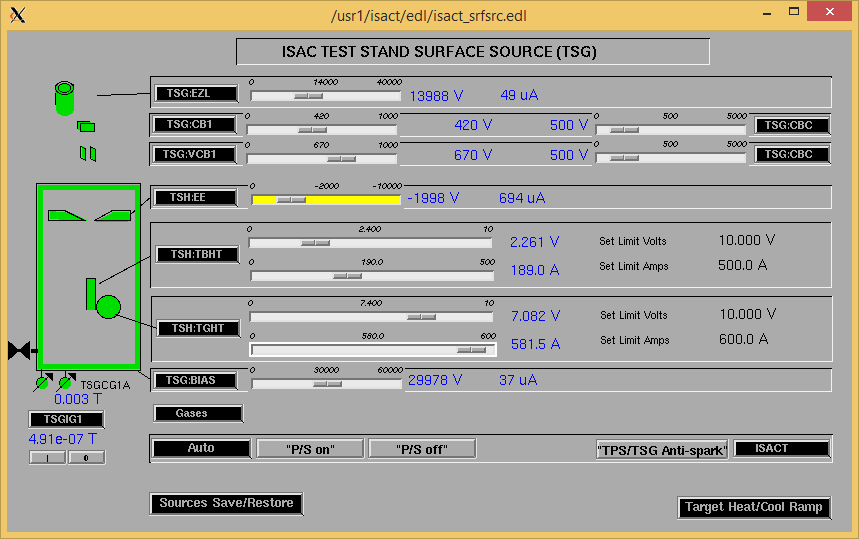 /usr1/isact/edl/isact_srfsrc.edl
ISAC TEST STAND SURFACE SOURCE (TSG)
0 14000 40000
TSG:EZL 13988 V 49 uA
0 420 1000 0 500 5000
TSG:CB1 420 V 500 V TSG:CBC
0 670 1000 0 500 5000
TSG:VCB1 670 V 500 V TSG:CBC
0 -2000 -10000
TSH:EE -1998 V 694 uA
0 2.400 10
2.261 V Set Limit Volts 10.000 V
TSH:TBHT
0 190.0 500
189.0 A Set Limit Amps 500.0 A
0 7.400 10
7.082 V Set Limit Volts 10.000 V
TSH:TGHT
0 580.0 600
581.5 A Set Limit Amps 600.0 A
0 30000 60000
TSG:BIAS 29978 V 37 uA
TSGCG1A
0.003 T
TSGIG1
4.91e-07 T
I 0
Gases
Auto "P/S on" "P/S off" "TPS/TSG Anti-spark" ISACT
Sources Save/Restore
Target Heat/Cool Ramp